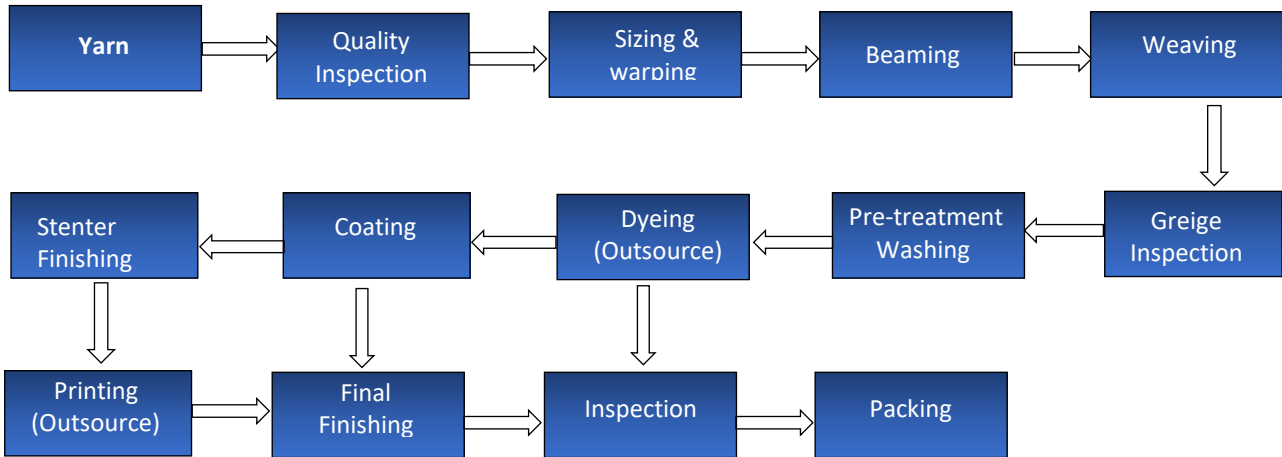 Yarn
Quality
Inspection
Sizing &
warping
Beaming
Weaving
Stenter
Finishing
Coating
Dyeing
(Outsource)
Pre-treatment
Washing
Greige
Inspection
Printing
(Outsource)
Final
Finishing
Inspection
Packing